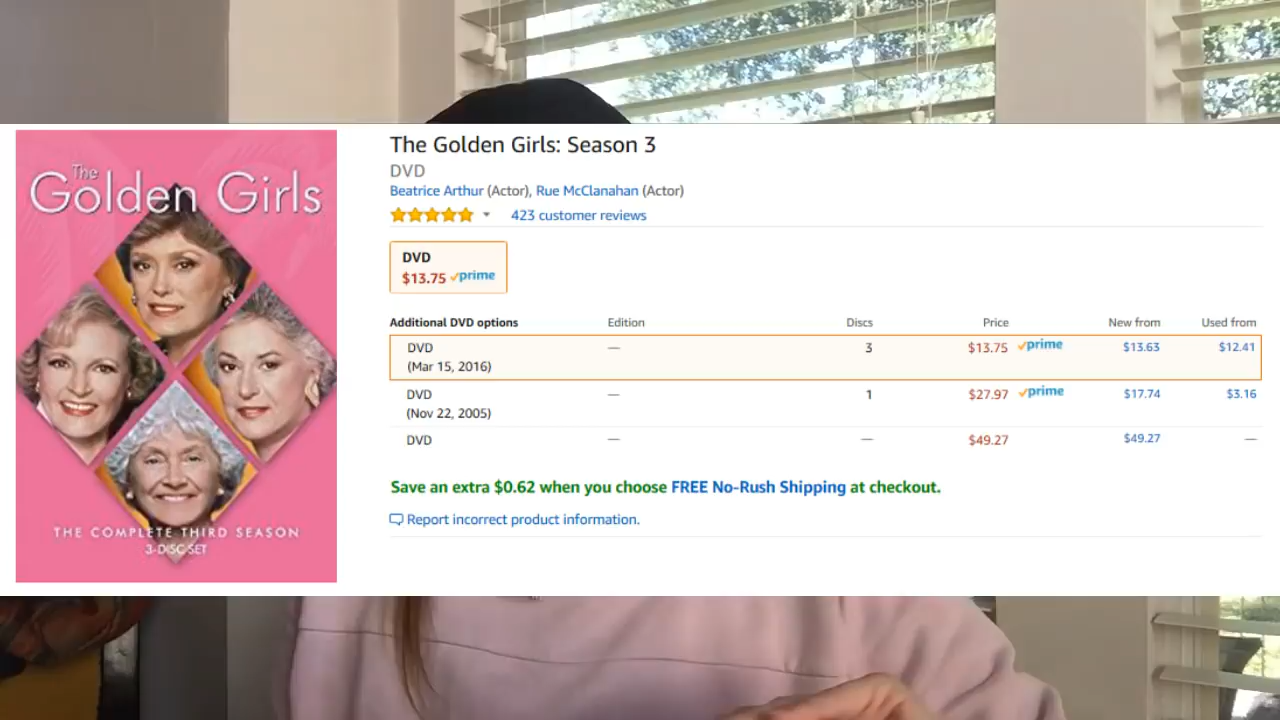 The
Golden Girls
THE COMPLETE THIRD SEASON
3-DISC SET
The Golden Girls: Season 3
DVD
Beatrice Arthur (Actor), Rue McClanahan (Actor)
423 customer reviews
DVD
$13.75 prime
Additional DVD options Edition Discs Price New from Used from
DVD — 3 $13.75 prime $13.63 $12.41
(Mar 15, 2016)
DVD — 1 $27.97 prime $17.74 $3.16
(Nov 22, 2005)
DVD — — $49.27 $49.27 —
Save an extra $0.62 when you choose FREE No-Rush Shipping at checkout.
Report incorrect product information.